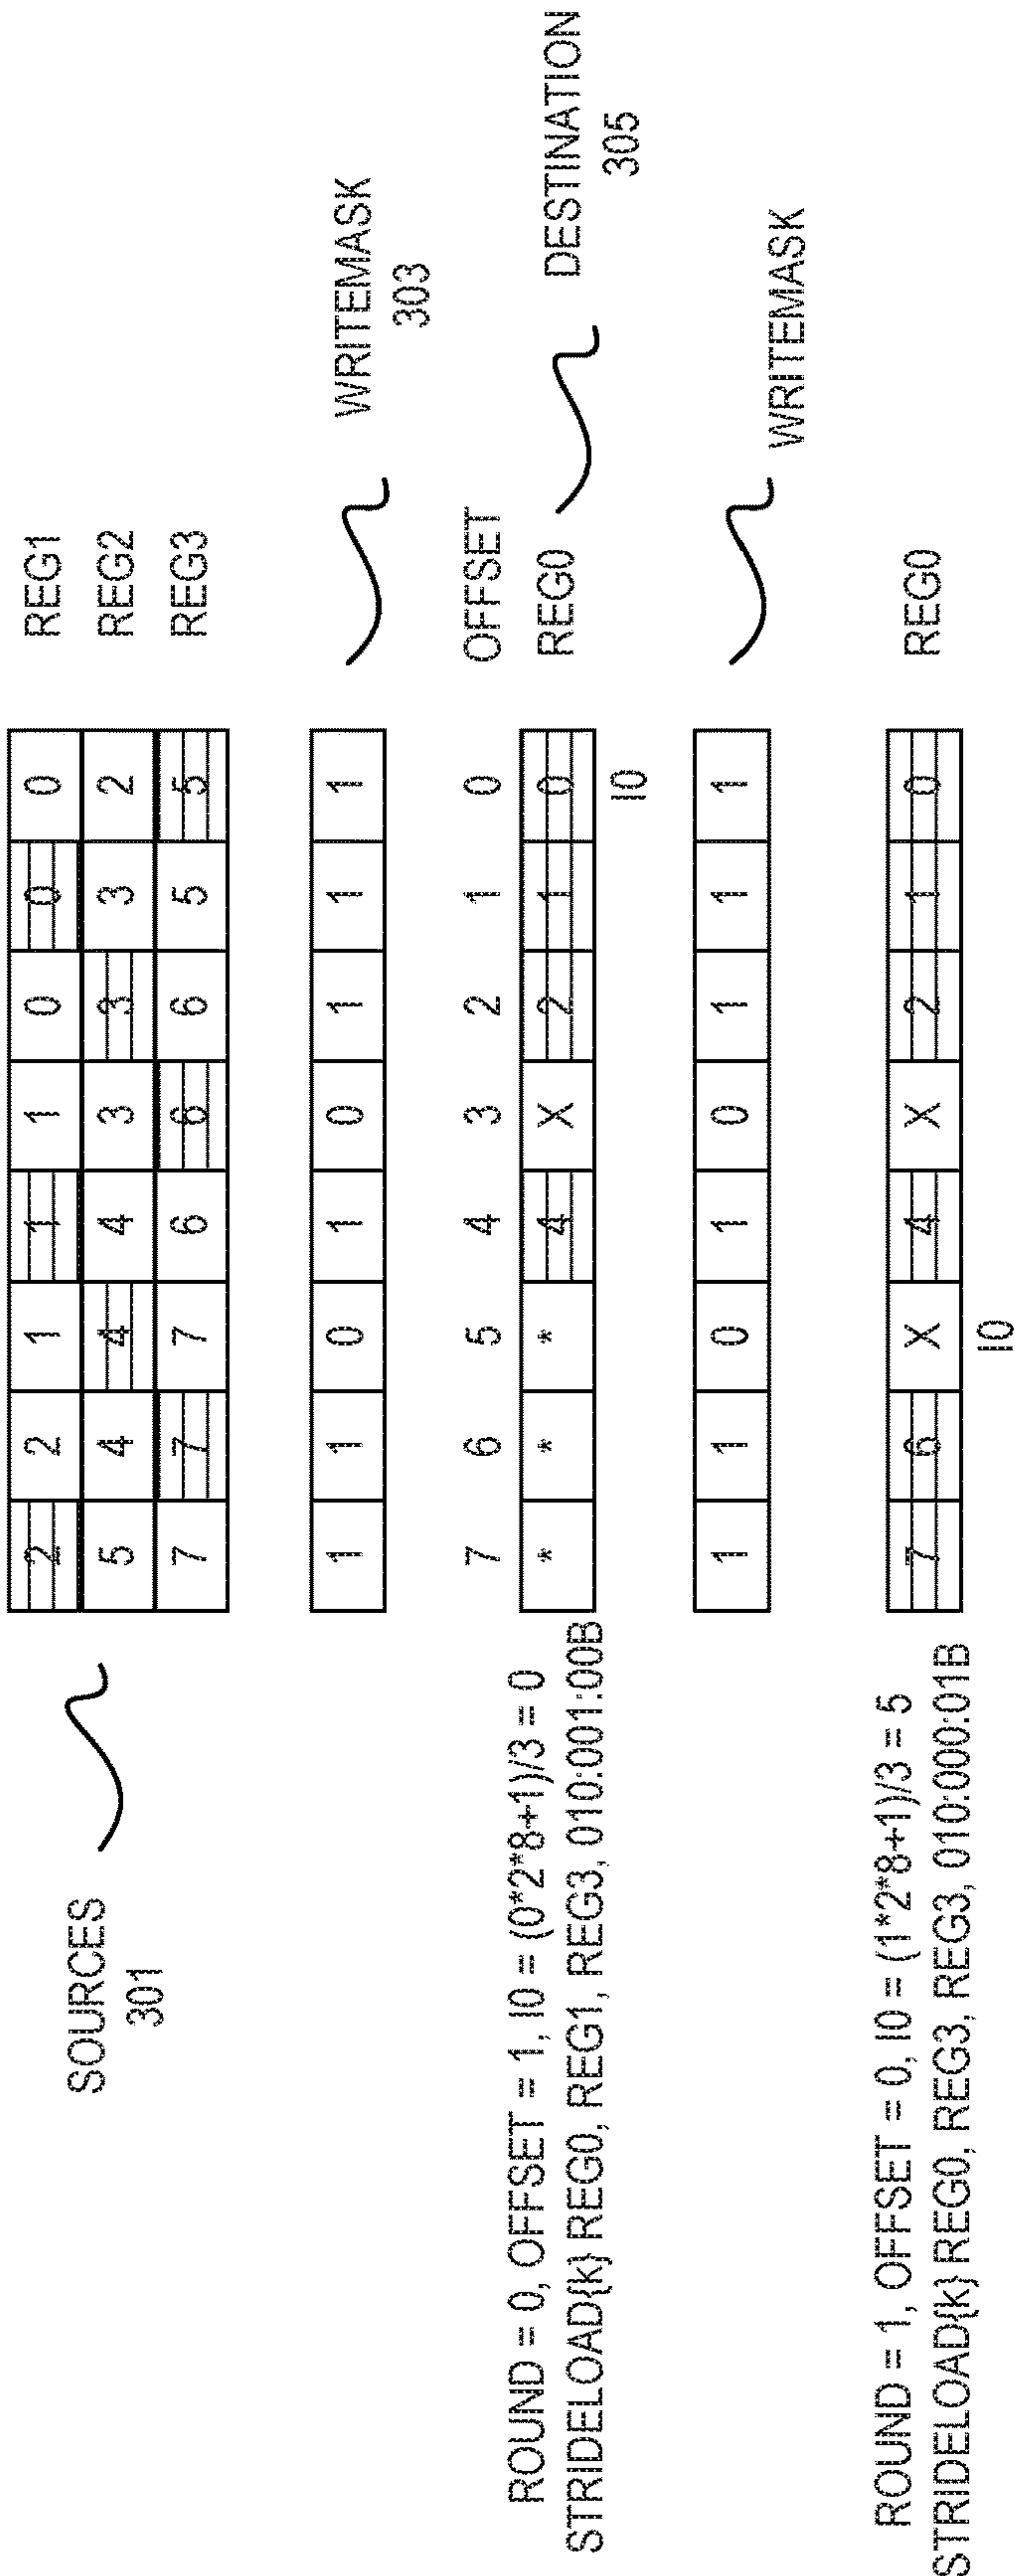 2 2 1 1 1 0 0 0 REG1
SOURCES 5 4 4 4 3 3 3 2 REG2
301 7 7 7 6 6 6 5 5 REG3
1 1 0 1 0 1 1 1 WRITEMASK
303
7 6 5 4 3 2 1 0 OFFSET
ROUND = 0, OFFSET = 1, I0 = (0*2*8+1)/3 = 0
* * * 4 X 2 1 0 REG0 DESTINATION
305
STRIDELOAD{k} REG0, REG1, REG3, 010:001:00B
I0
1 1 0 1 0 1 1 1 WRITEMASK
ROUND = 1, OFFSET = 0, I0 = (1*2*8+1)/3 = 5
7 6 X 4 X 2 1 0 REG0
STRIDELOAD{k} REG0, REG3, REG3, 010:000:01B
I0